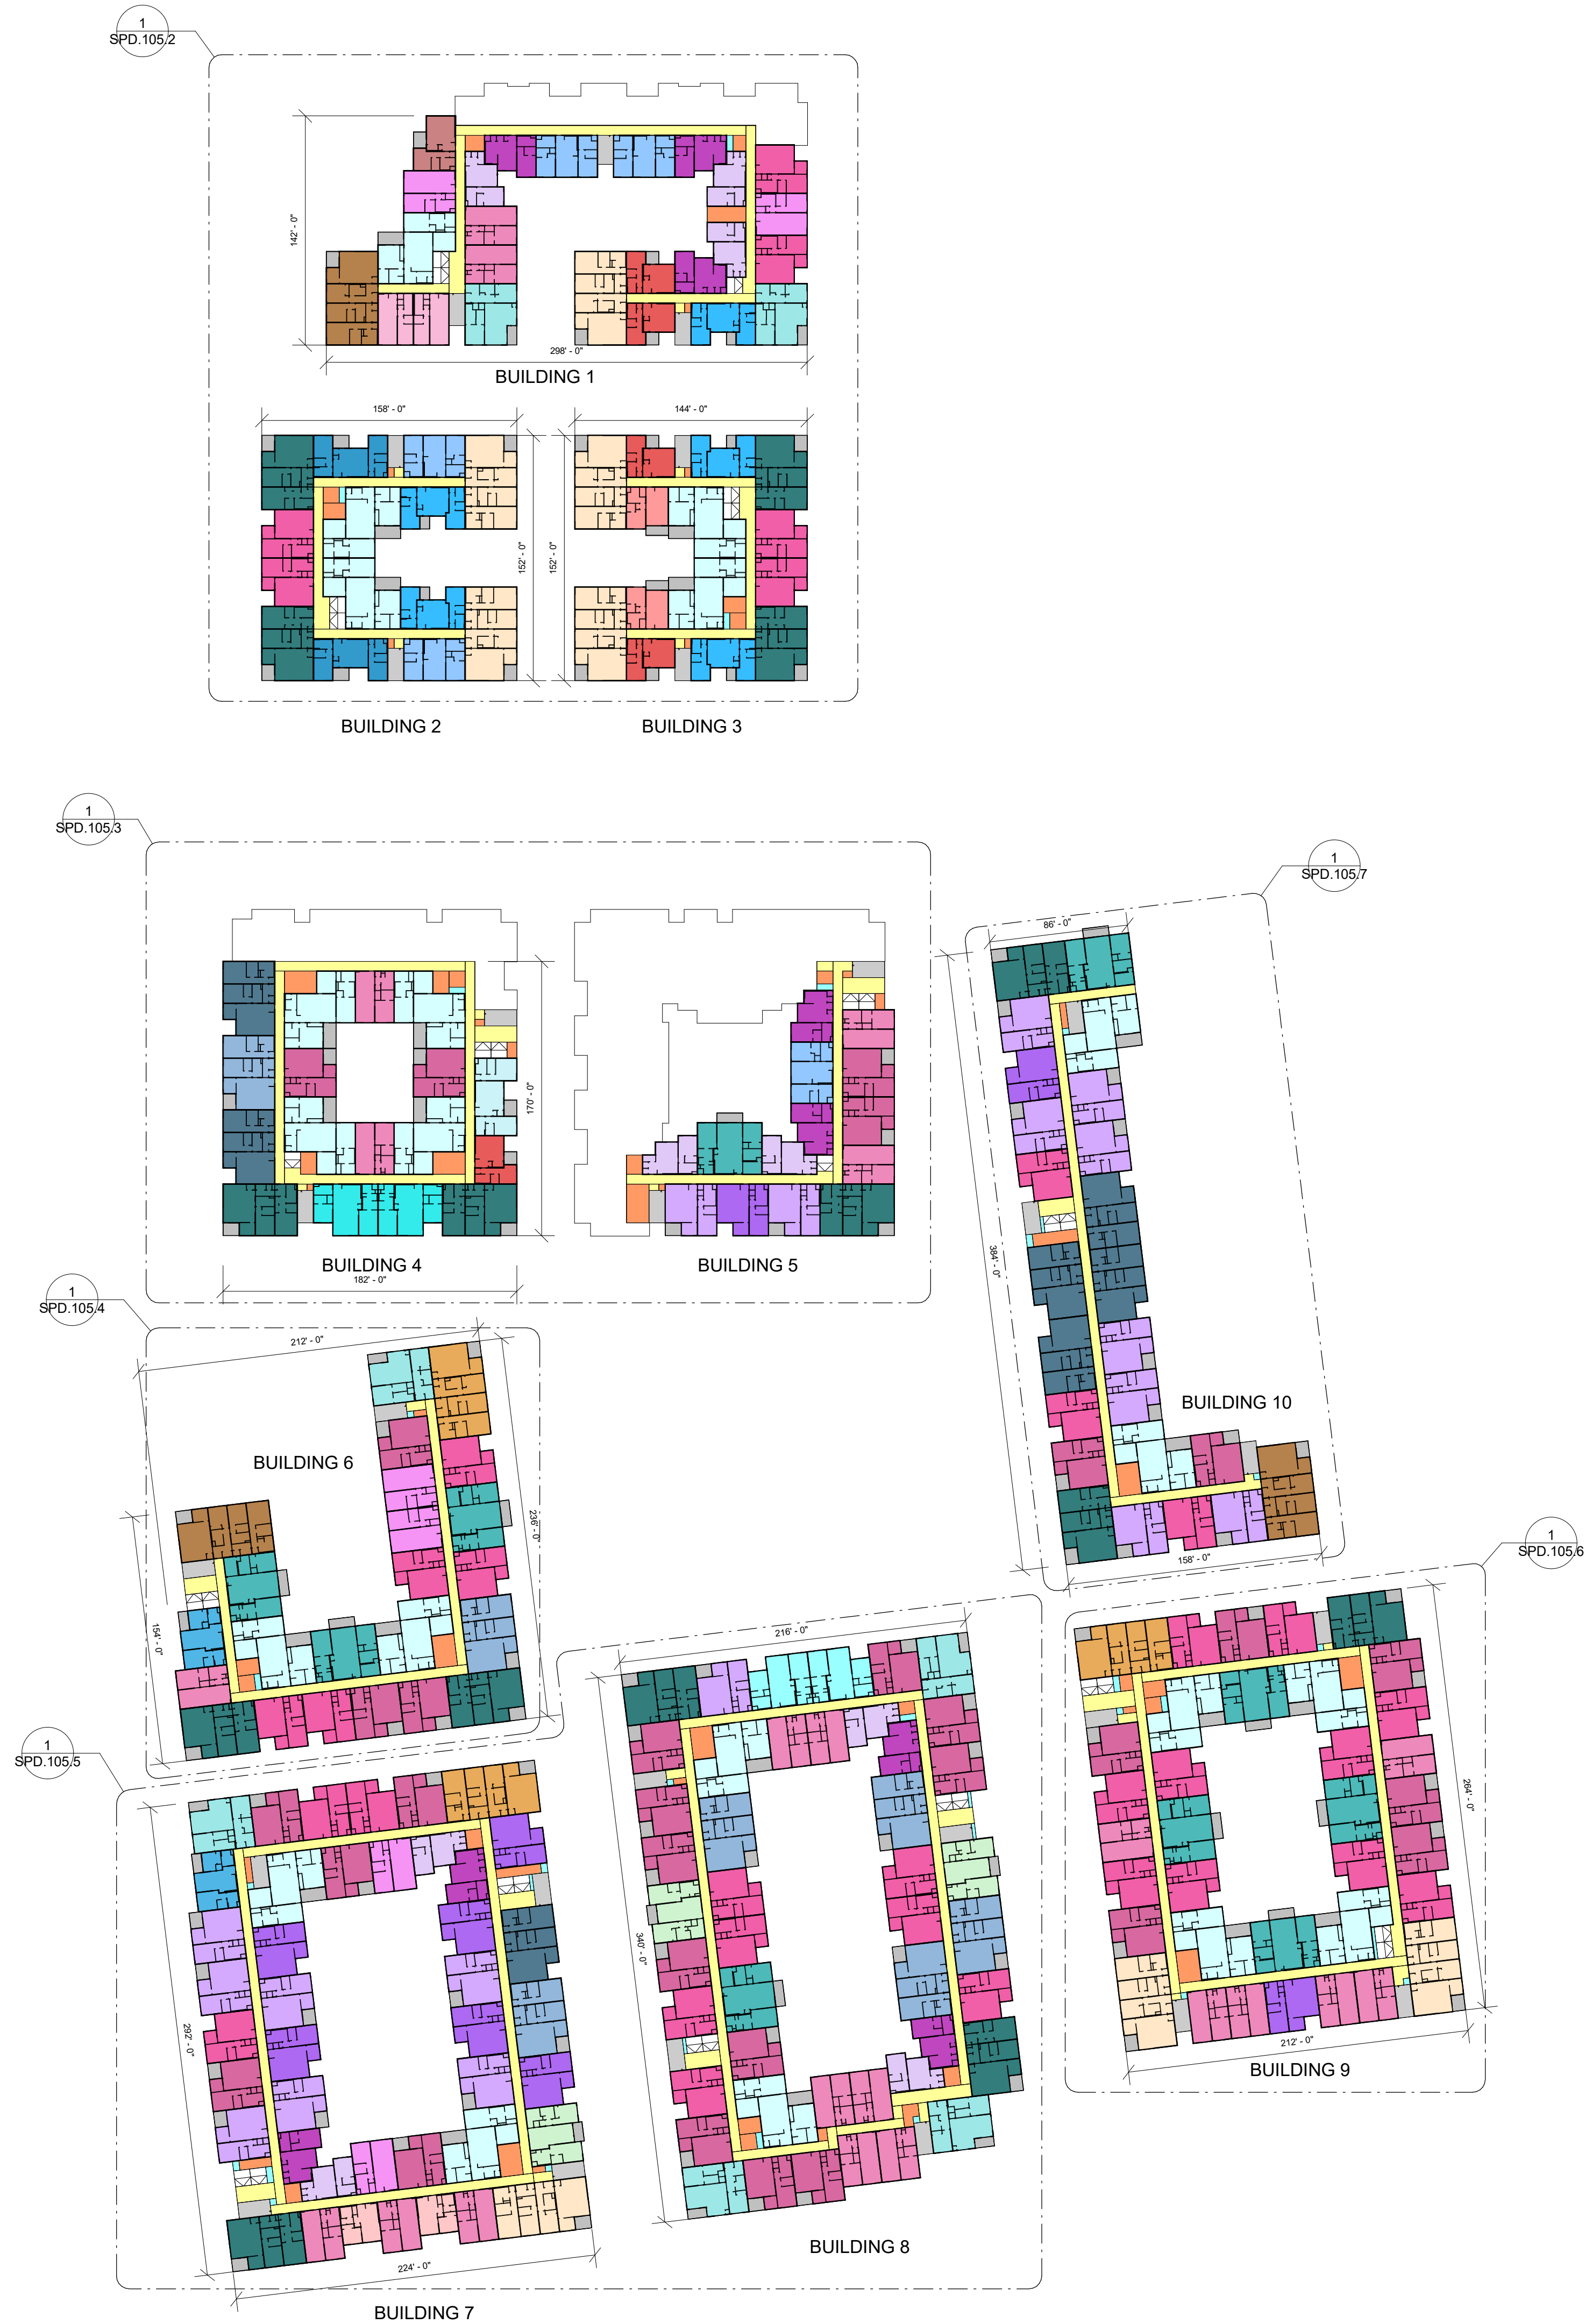 1
SPD.105.2
142' - 0"
298' - 0"
BUILDING 1
158' - 0"
144' - 0"
152' - 0"
152' - 0"
BUILDING 2
BUILDING 3
1
SPD.105.3
1
SPD.105.7
86' - 0"
170' - 0"
384' - 0"
BUILDING 4
BUILDING 5
182' - 0"
1
SPD.105.4
212' - 0"
BUILDING 10
BUILDING 6
236' - 0"
154' - 0"
158' - 0"
1
SPD.105.6
216' - 0"
1
SPD.105.5
264' - 0"
340' - 0"
292' - 0"
212' - 0"
BUILDING 9
BUILDING 8
224' - 0"
BUILDING 7